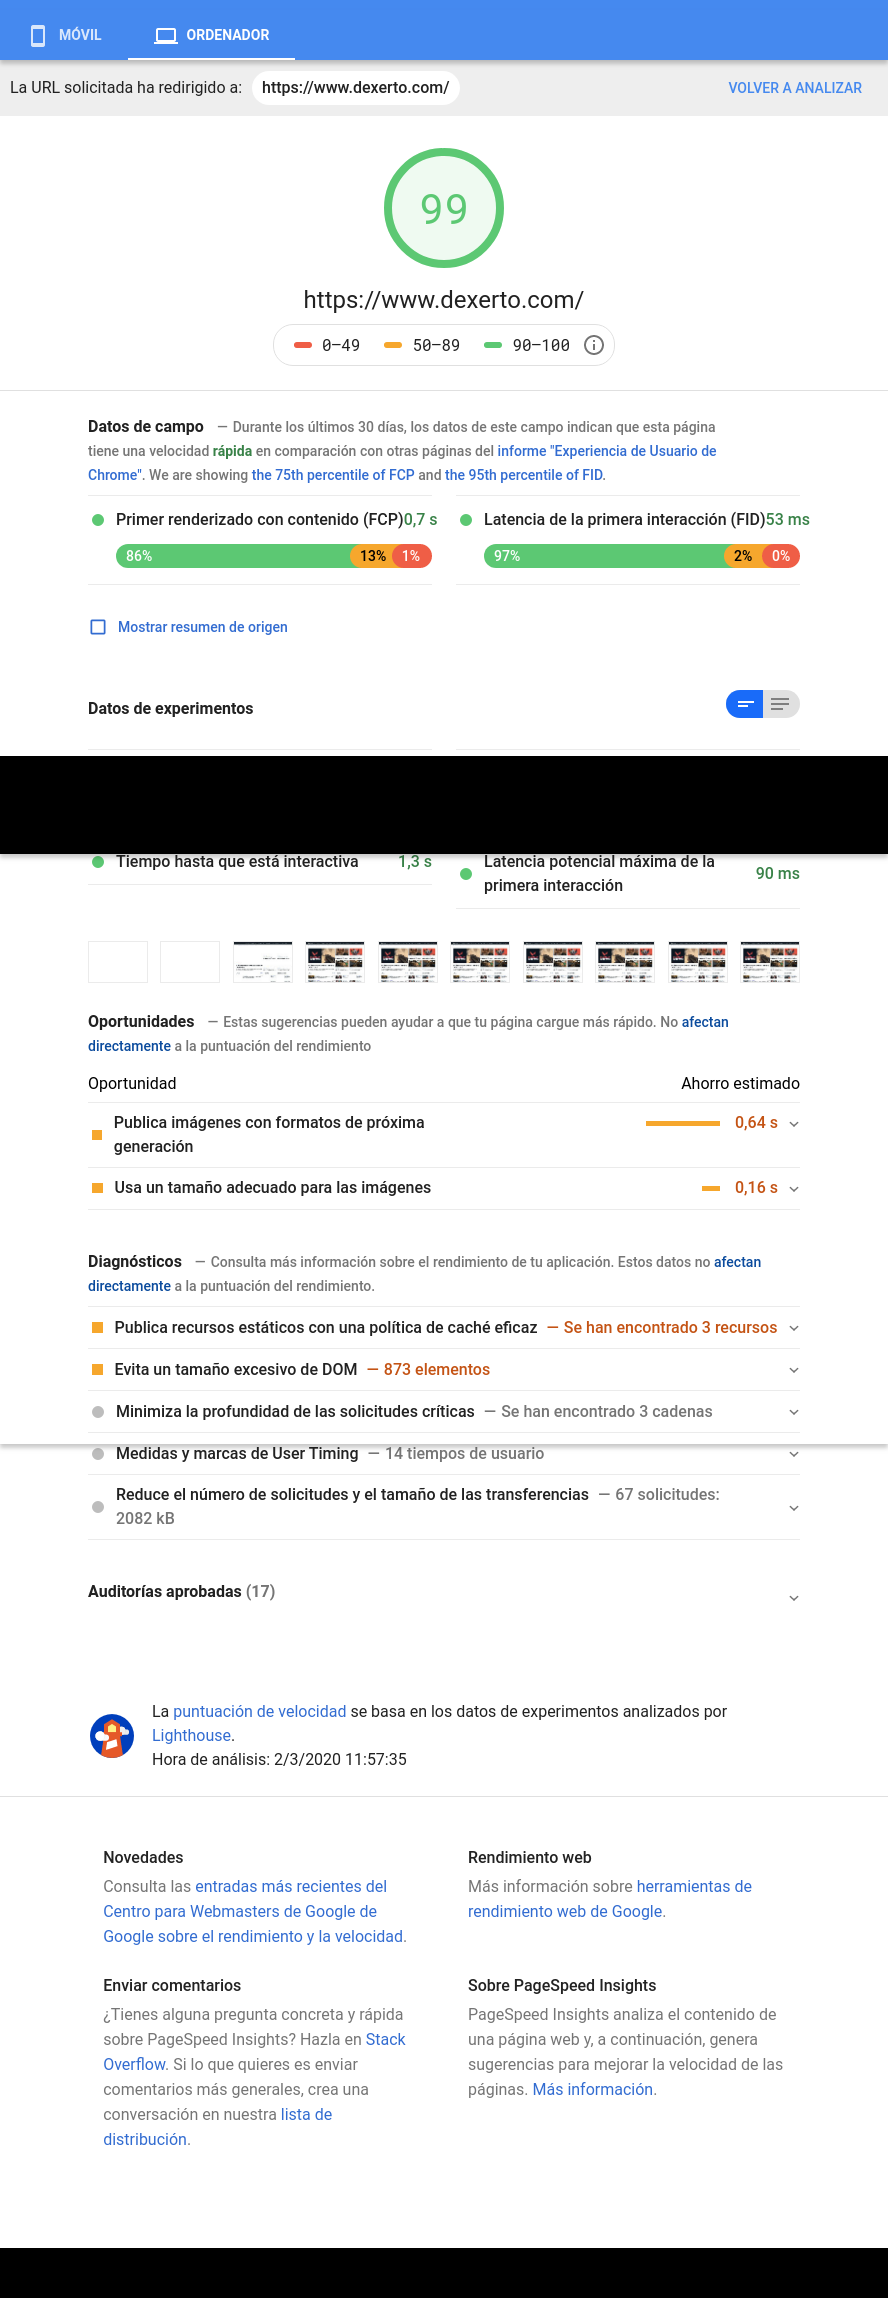 MÓVIL
ORDENADOR
La URL solicitada ha redirigido a: https://www.dexerto.com/ VOLVER A ANALIZAR
99
https://www.dexerto.com/
0–49 50–89 90–100
Datos de campo — Durante los últimos 30 días, los datos de este campo indican que esta página
tiene una velocidad rápida en comparación con otras páginas del informe "Experiencia de Usuario de
Chrome". We are showing the 75th percentile of FCP and the 95th percentile of FID.
Primer renderizado con contenido (FCP) 0,7 s
86% 13% 1%
Latencia de la primera interacción (FID) 53 ms
97% 2% 0%
Mostrar resumen de origen
Datos de experimentos
Tiempo hasta que está interactiva 1,3 s
Latencia potencial máxima de la
primera interacción
90 ms
Oportunidades — Estas sugerencias pueden ayudar a que tu página cargue más rápido. No afectan
directamente a la puntuación del rendimiento
Oportunidad Ahorro estimado
Publica imágenes con formatos de próxima
generación
0,64 s
Usa un tamaño adecuado para las imágenes 0,16 s
Diagnósticos — Consulta más información sobre el rendimiento de tu aplicación. Estos datos no afectan
directamente a la puntuación del rendimiento.
Publica recursos estáticos con una política de caché eficaz — Se han encontrado 3 recursos
Evita un tamaño excesivo de DOM — 873 elementos
Minimiza la profundidad de las solicitudes críticas — Se han encontrado 3 cadenas
Medidas y marcas de User Timing — 14 tiempos de usuario
Reduce el número de solicitudes y el tamaño de las transferencias — 67 solicitudes:
2082 kB
Auditorías aprobadas (17)
La puntuación de velocidad se basa en los datos de experimentos analizados por
Lighthouse.
Hora de análisis: 2/3/2020 11:57:35
Novedades
Consulta las entradas más recientes del
Centro para Webmasters de Google de
Google sobre el rendimiento y la velocidad.
Rendimiento web
Más información sobre herramientas de
rendimiento web de Google.
Enviar comentarios
¿Tienes alguna pregunta concreta y rápida
sobre PageSpeed Insights? Hazla en Stack
Overflow. Si lo que quieres es enviar
comentarios más generales, crea una
conversación en nuestra lista de
distribución.
Sobre PageSpeed Insights
PageSpeed Insights analiza el contenido de
una página web y, a continuación, genera
sugerencias para mejorar la velocidad de las
páginas. Más información.